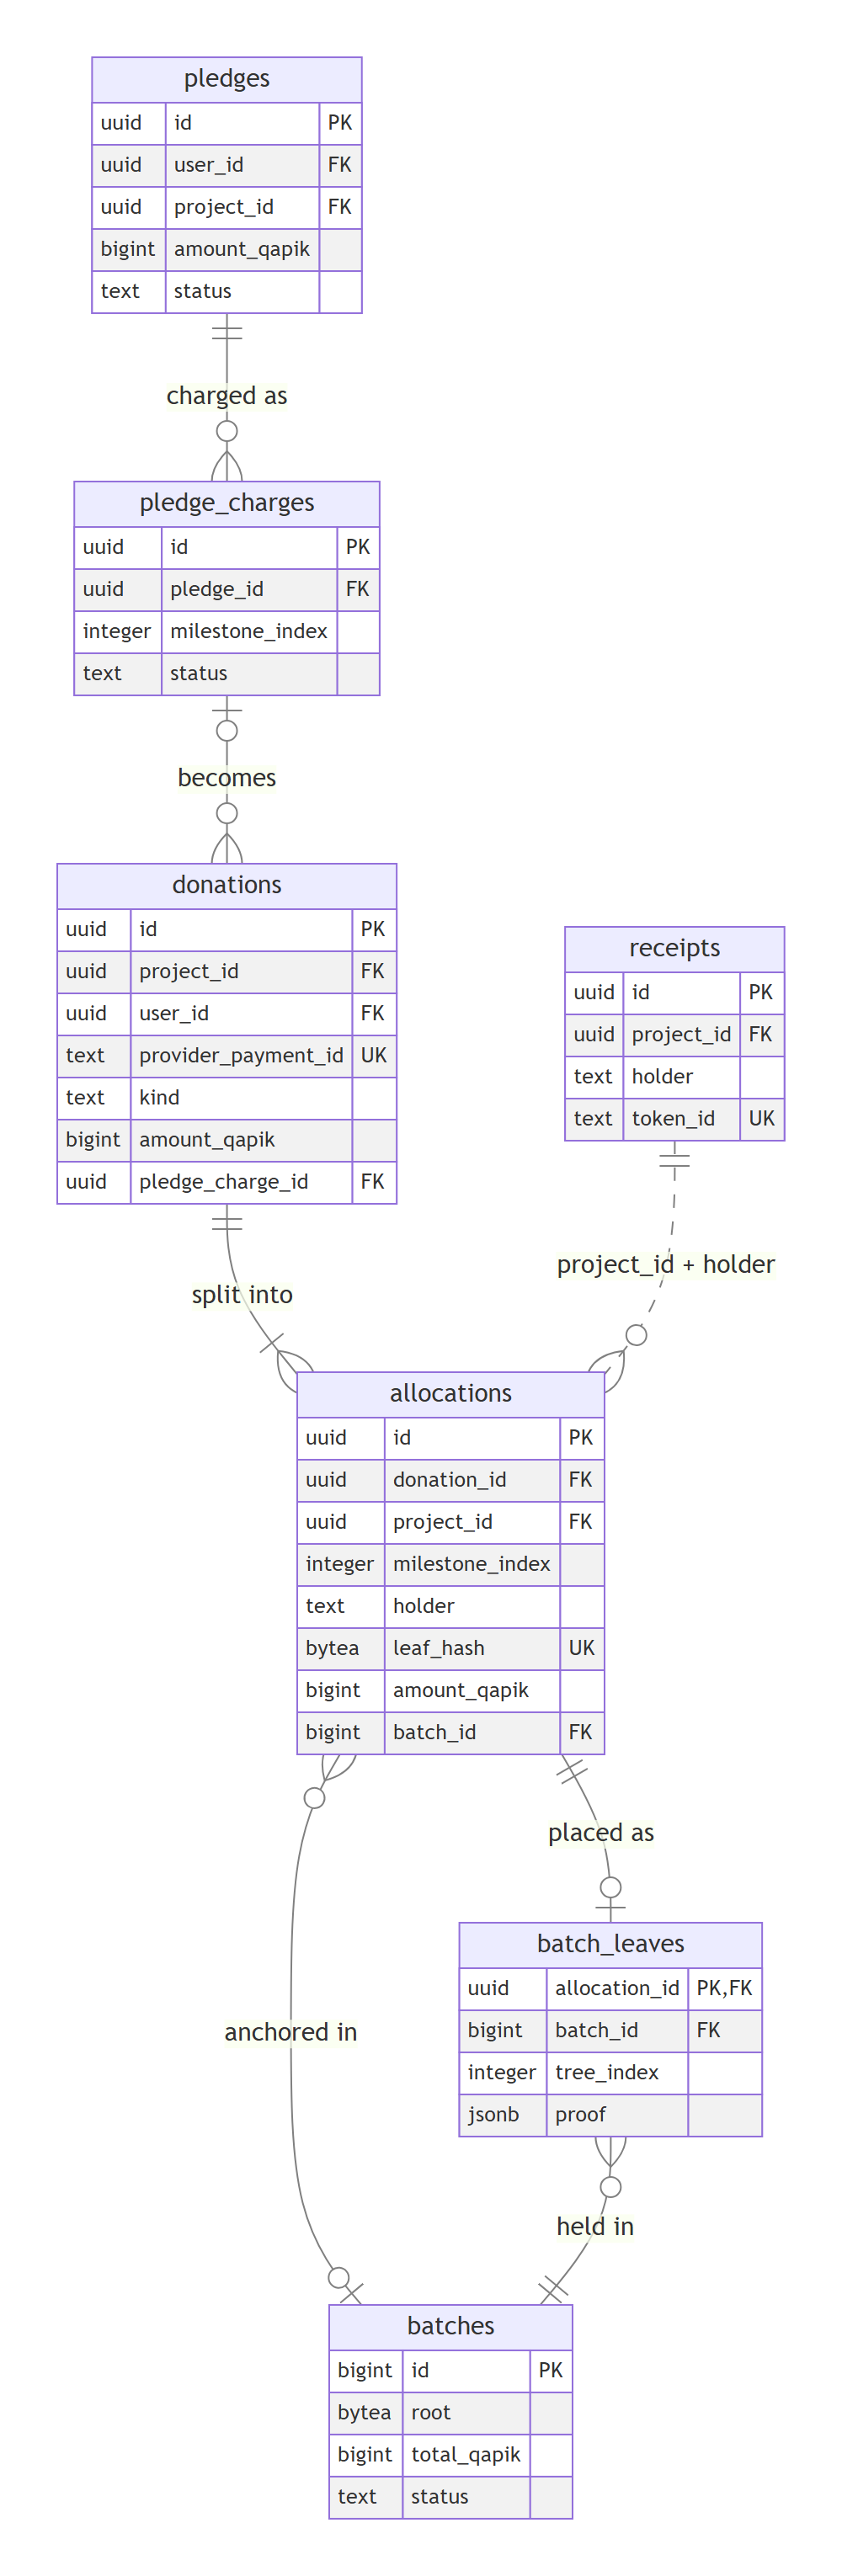 pledges
uuid id PK
uuid user_id FK
uuid project_id FK
bigint amount_qapik
text status
charged as
pledge_charges
uuid id PK
uuid pledge_id FK
integer milestone_index
text status
becomes
donations
uuid id PK
uuid project_id FK
uuid user_id FK
text provider_payment_id UK
text kind
bigint amount_qapik
uuid pledge_charge_id FK
receipts
uuid id PK
uuid project_id FK
text holder
text token_id UK
project_id + holder
split into
allocations
uuid id PK
uuid donation_id FK
uuid project_id FK
integer milestone_index
text holder
bytea leaf_hash UK
bigint amount_qapik
bigint batch_id FK
placed as
batch_leaves
uuid allocation_id PK,FK
bigint batch_id FK
integer tree_index
jsonb proof
anchored in
held in
batches
bigint id PK
bytea root
bigint total_qapik
text status